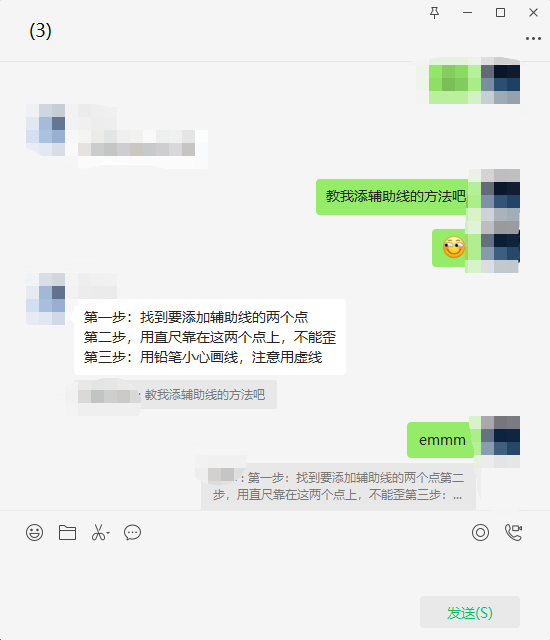 (3)
教我添辅助线的方法吧
第一步：找到要添加辅助线的两个点
第二步，用直尺靠在这两个点上，不能歪
第三步：用铅笔小心画线，注意用虚线
: 教我添辅助线的方法吧
emmm
: 第一步：找到要添加辅助线的两个点第二
步，用直尺靠在这两个点上，不能歪第三步：...
发送(S)